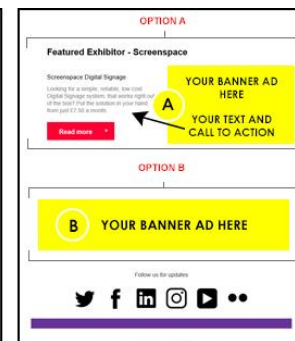 OPTION A
Featured Exhibitor - Screenspace
Screenspace Digital Signage
Looking for a simple, reliable, low cost
Digital Signage system, that works right out
of the box? Put the solution in your hand
from just £7.50 a month.
Read more
A
YOUR BANNER AD
HERE
YOUR TEXT AND
CALL TO ACTION
OPTION B
B YOUR BANNER AD HERE
Follow us for updates